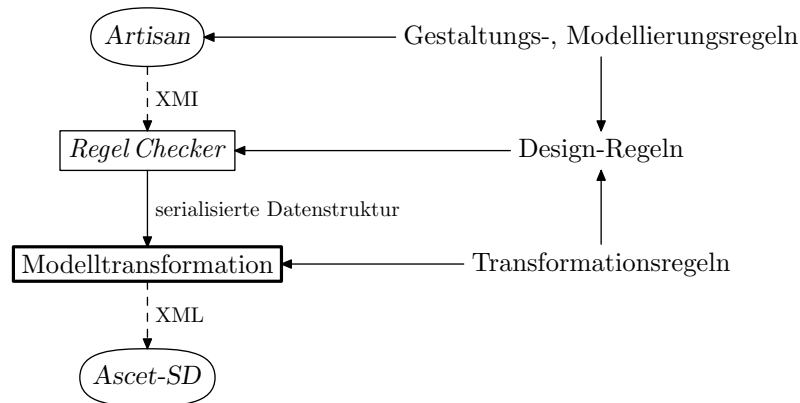 Artisan
Gestaltungs-, Modellierungsregeln
XMI
Regel Checker
Design-Regeln
serialisierte Datenstruktur
Modelltransformation
Transformationsregeln
XML
Ascet-SD